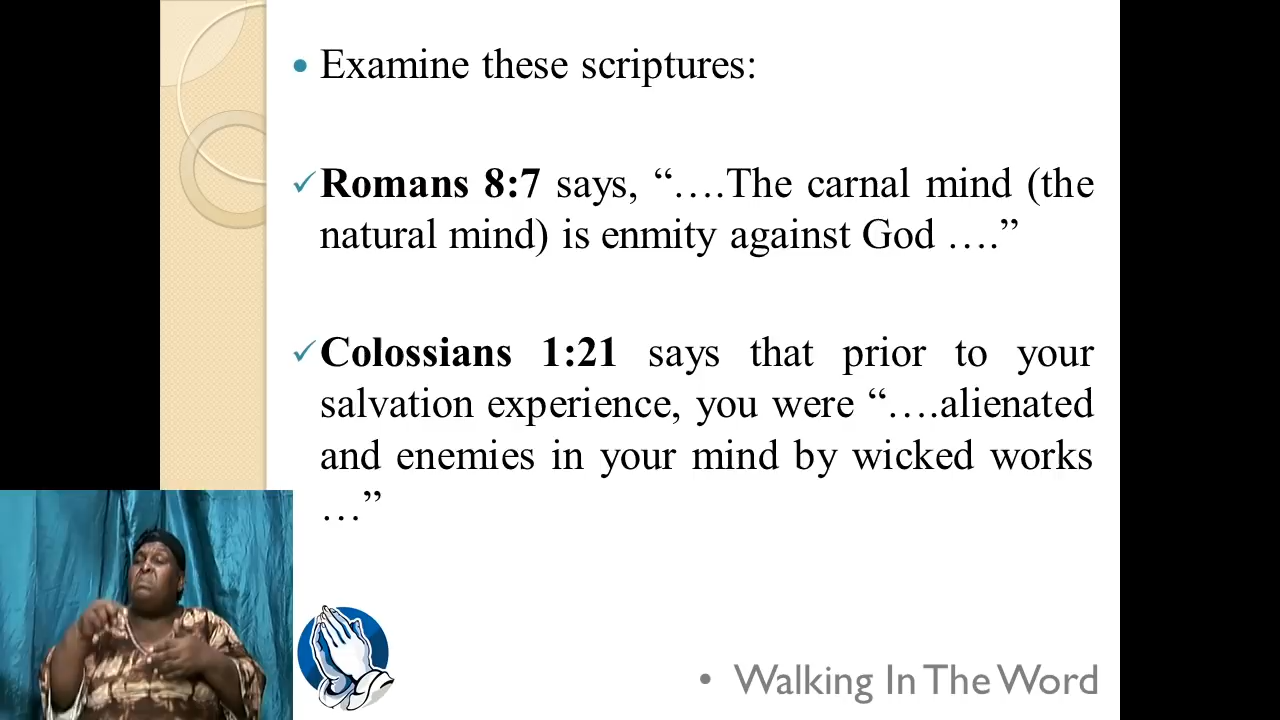 • Examine these scriptures:
✓ Romans 8:7 says, “….The carnal mind (the
natural mind) is enmity against God ….”
✓ Colossians 1:21 says that prior to your
salvation experience, you were “….alienated
and enemies in your mind by wicked works
…”
• Walking In The Word